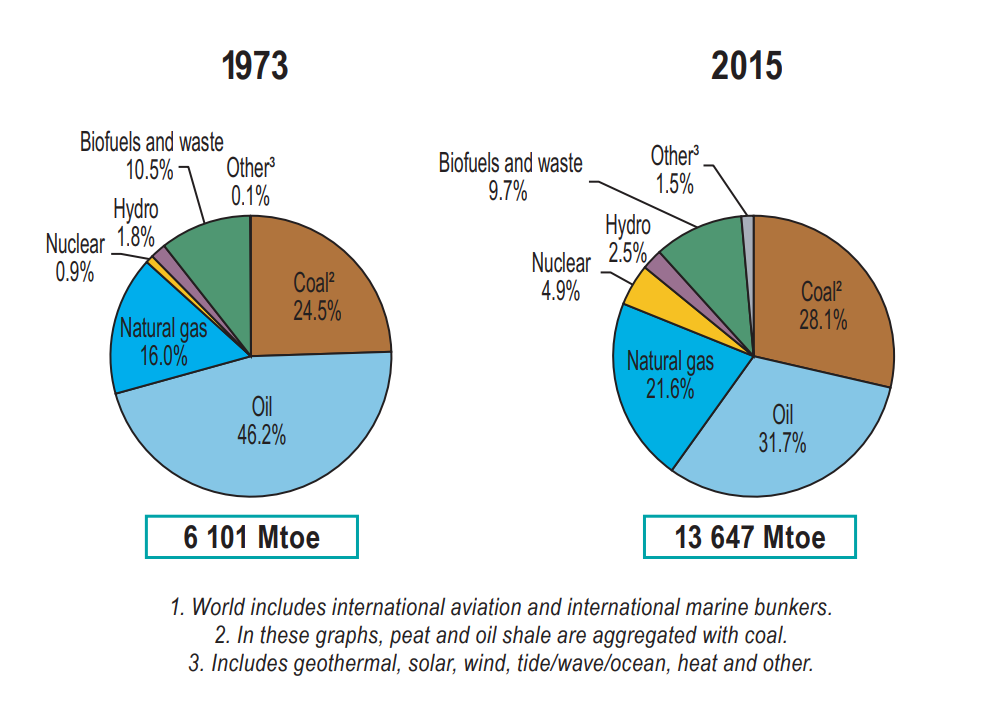 1973
Biofuels and waste
10.5%
Other³
0.1%
Hydro
1.8%
Nuclear
0.9%
Natural gas
16.0%
Coal²
24.5%
Oil
46.2%
6 101 Mtoe
2015
Biofuels and waste
9.7%
Other³
1.5%
Hydro
2.5%
Nuclear
4.9%
Natural gas
21.6%
Coal²
28.1%
Oil
31.7%
13 647 Mtoe
1. World includes international aviation and international marine bunkers.
2. In these graphs, peat and oil shale are aggregated with coal.
3. Includes geothermal, solar, wind, tide/wave/ocean, heat and other.